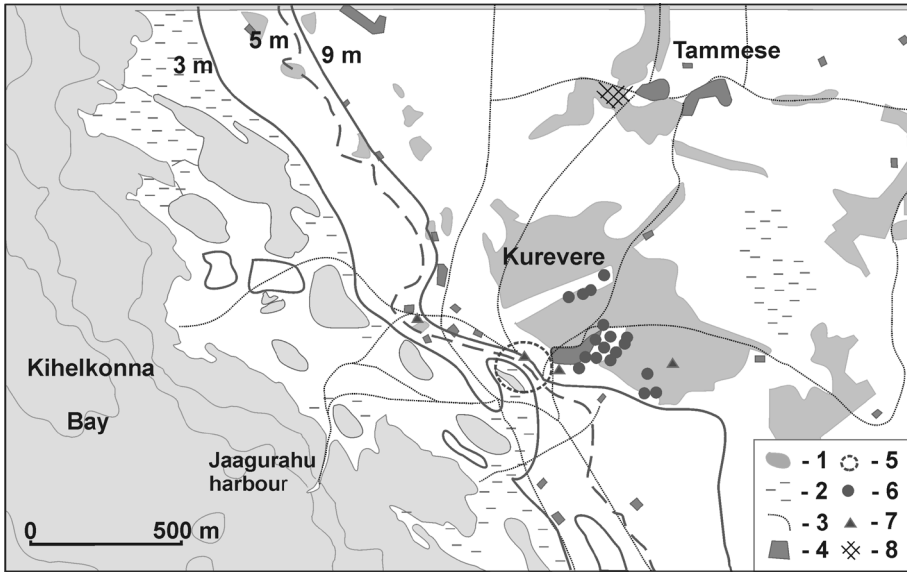 5 m
9 m
3 m
Tammese
Kurevere
Kihelkonna
Bay
Jaagurahu
harbour
0 500 m
- 1 - 5
- 2 - 6
- 3 - 7
- 4 - 8